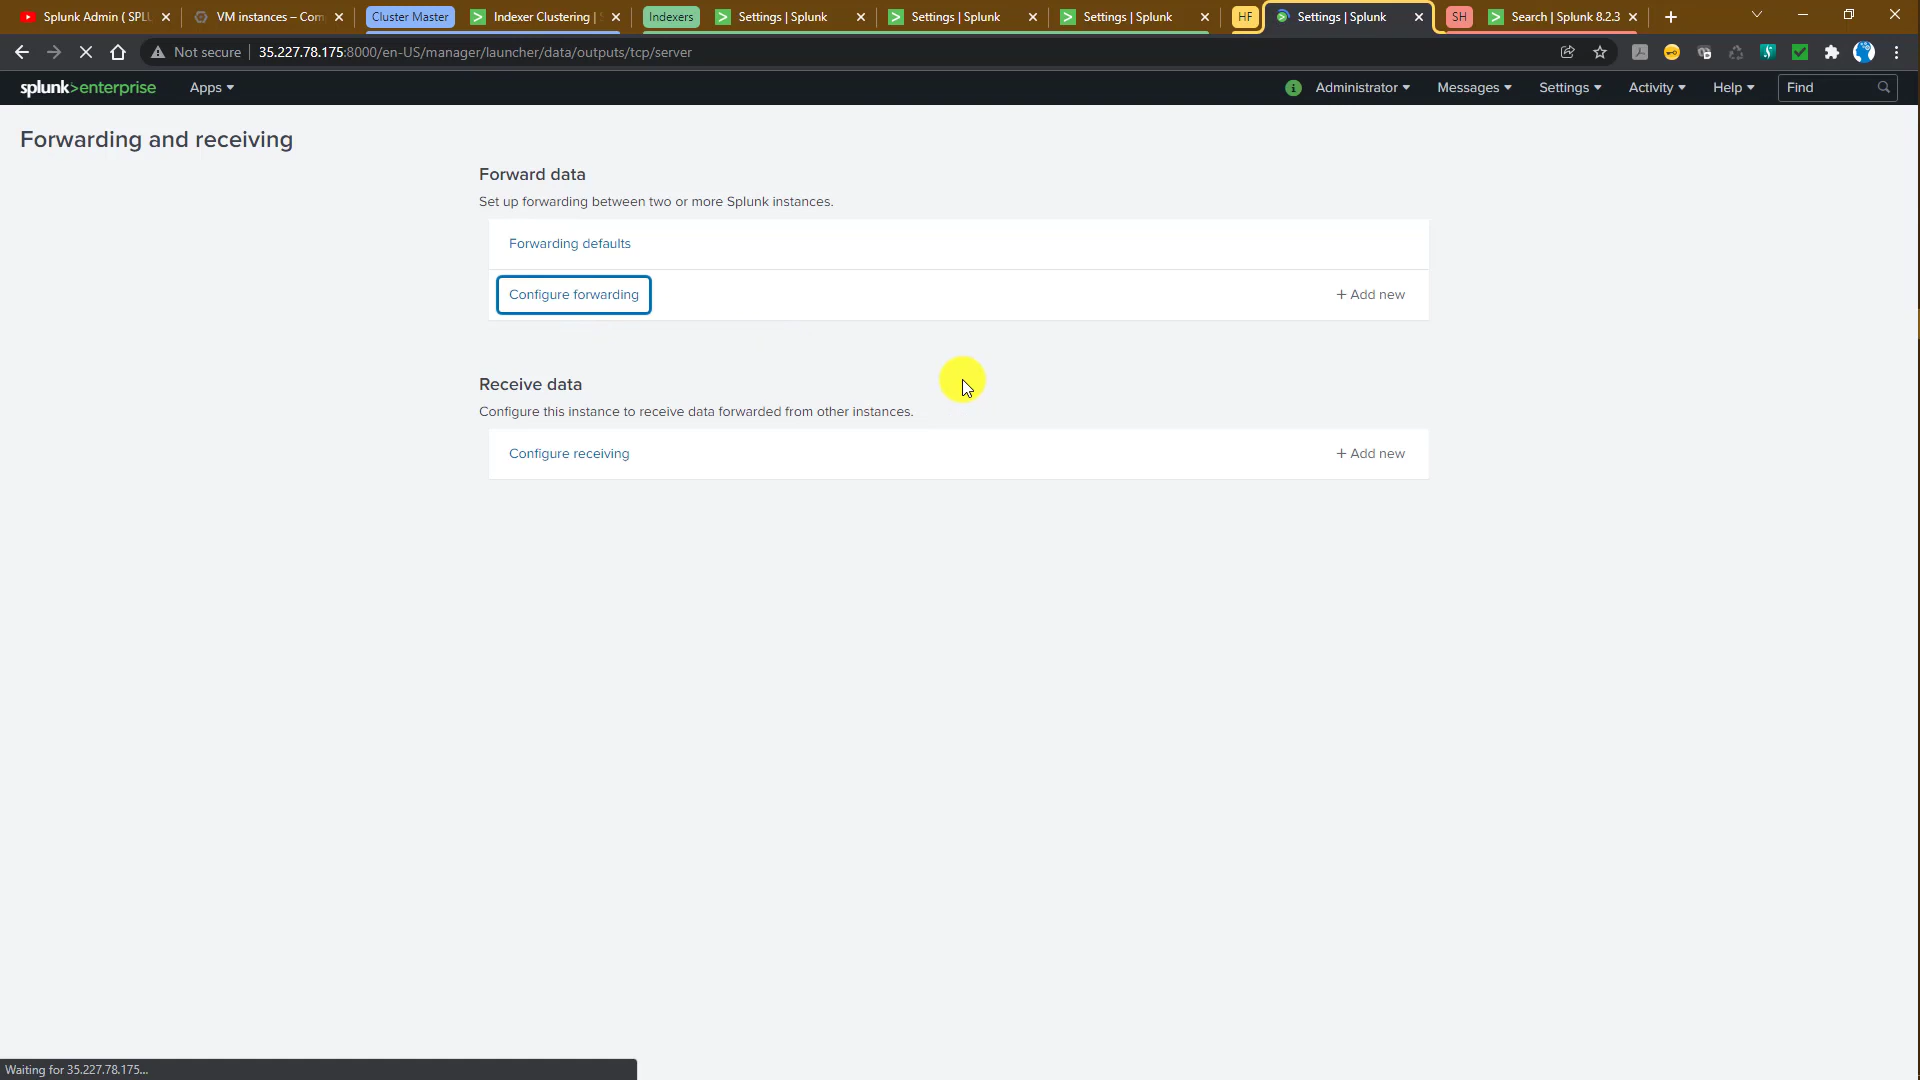 Splunk Admin ( SPL
VM instances – Com
Cluster Master
Indexer Clustering |
Indexers
Settings | Splunk
Settings | Splunk
Settings | Splunk
HF
Settings | Splunk
SH
Search | Splunk 8.2.3
Not secure
35.227.78.175:8000/en-US/manager/launcher/data/outputs/tcp/server
splunk>enterprise
Apps
Administrator
Messages
Settings
Activity
Help
Find
Forwarding and receiving
Forward data
Set up forwarding between two or more Splunk instances.
Forwarding defaults
Configure forwarding
+ Add new
Receive data
Configure this instance to receive data forwarded from other instances.
Configure receiving
+ Add new
Waiting for 35.227.78.175...